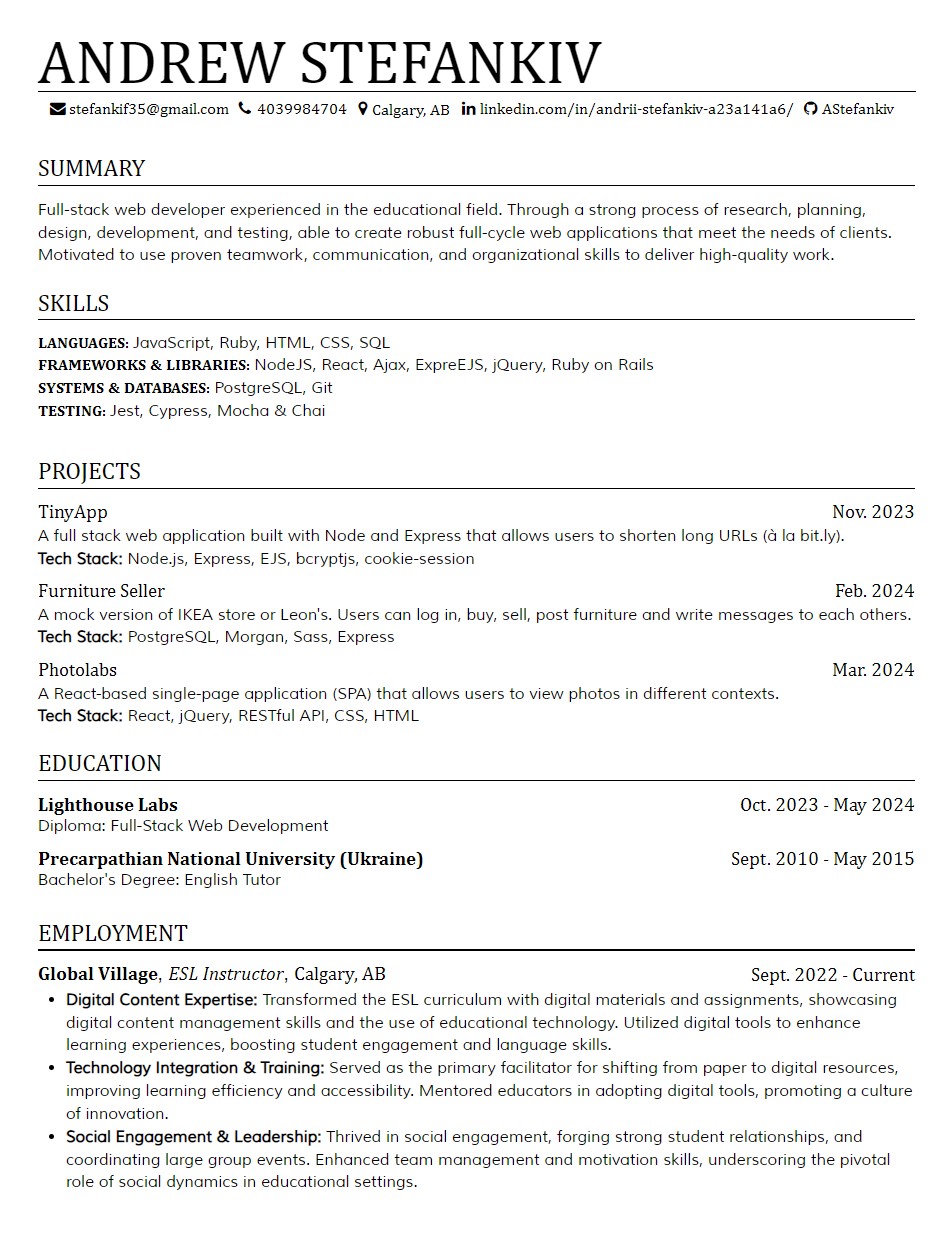 ANDREW STEFANKIV
stefankif35@gmail.com 4039984704 Calgary, AB linkedin.com/in/andrii-stefankiv-a23a141a6/ AStefankiv
SUMMARY
Full-stack web developer experienced in the educational field. Through a strong process of research, planning,
design, development, and testing, able to create robust full-cycle web applications that meet the needs of clients.
Motivated to use proven teamwork, communication, and organizational skills to deliver high-quality work.
SKILLS
LANGUAGES: JavaScript, Ruby, HTML, CSS, SQL
FRAMEWORKS & LIBRARIES: NodeJS, React, Ajax, ExpreEJS, jQuery, Ruby on Rails
SYSTEMS & DATABASES: PostgreSQL, Git
TESTING: Jest, Cypress, Mocha & Chai
PROJECTS
TinyApp Nov. 2023
A full stack web application built with Node and Express that allows users to shorten long URLs (à la bit.ly).
Tech Stack: Node.js, Express, EJS, bcryptjs, cookie-session
Furniture Seller Feb. 2024
A mock version of IKEA store or Leon's. Users can log in, buy, sell, post furniture and write messages to each others.
Tech Stack: PostgreSQL, Morgan, Sass, Express
Photolabs Mar. 2024
A React-based single-page application (SPA) that allows users to view photos in different contexts.
Tech Stack: React, jQuery, RESTful API, CSS, HTML
EDUCATION
Lighthouse Labs Oct. 2023 - May 2024
Diploma: Full-Stack Web Development
Precarpathian National University (Ukraine) Sept. 2010 - May 2015
Bachelor's Degree: English Tutor
EMPLOYMENT
Global Village, ESL Instructor, Calgary, AB Sept. 2022 - Current
• Digital Content Expertise: Transformed the ESL curriculum with digital materials and assignments, showcasing
digital content management skills and the use of educational technology. Utilized digital tools to enhance
learning experiences, boosting student engagement and language skills.
• Technology Integration & Training: Served as the primary facilitator for shifting from paper to digital resources,
improving learning efficiency and accessibility. Mentored educators in adopting digital tools, promoting a culture
of innovation.
• Social Engagement & Leadership: Thrived in social engagement, forging strong student relationships, and
coordinating large group events. Enhanced team management and motivation skills, underscoring the pivotal
role of social dynamics in educational settings.